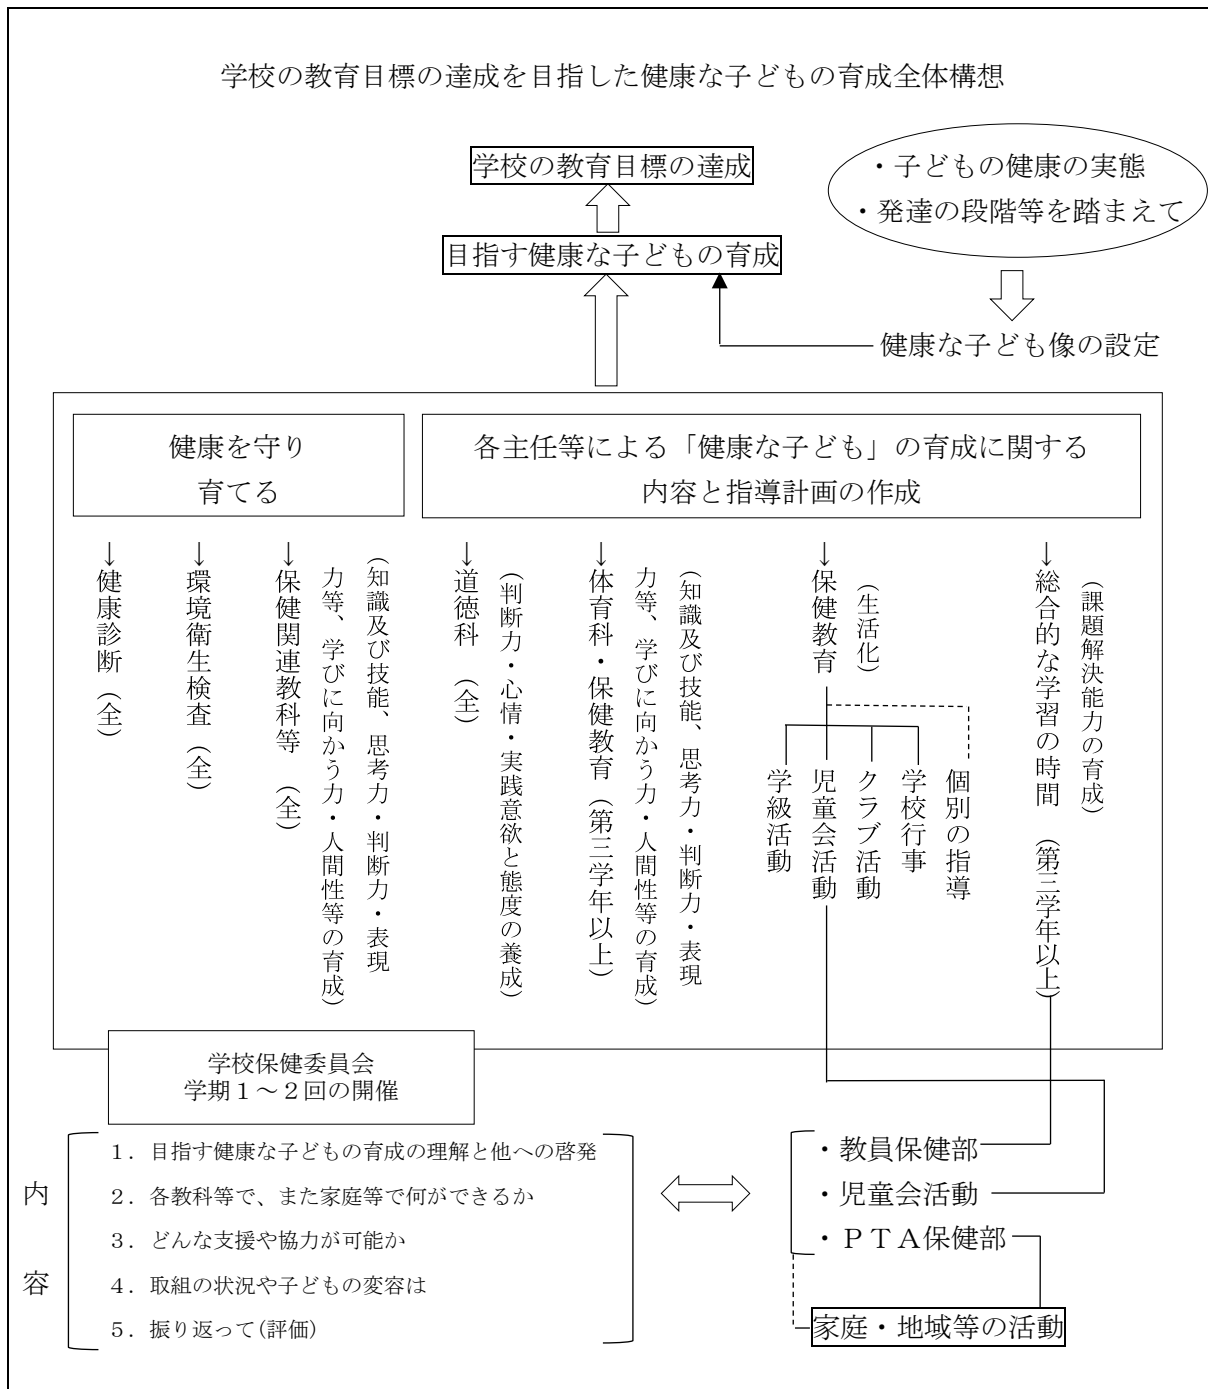 学校の教育目標の達成を目指した健康な子どもの育成全体構想
学校の教育目標の達成
・子どもの健康の実態
・発達の段階等を踏まえて
目指す健康な子どもの育成
健康な子ども像の設定
健康を守り
育てる
各主任等による「健康な子ども」の育成に関する
内容と指導計画の作成
→健康診断（全）
→環境衛生検査（全）
→保健関連教科等　（全）
（知識及び技能、思考力・判断力・表現
力等、学びに向かう力・人間性等の育成）
→道徳科　（全）
（判断力・心情・実践意欲と態度の養成）
→体育科・保健教育（第三学年以上）
（知識及び技能、思考力・判断力・表現
力等、学びに向かう力・人間性等の育成）
→保健教育
（生活化）
学級活動
児童会活動
クラブ活動
学校行事
個別の指導
→総合的な学習の時間　（第三学年以上）
（課題解決能力の育成）
学校保健委員会
学期１～２回の開催
内容
１．目指す健康な子どもの育成の理解と他への啓発
２．各教科等で、また家庭等で何ができるか
３．どんな支援や協力が可能か
４．取組の状況や子どもの変容は
５．振り返って(評価)
・教員保健部
・児童会活動
・ＰＴＡ保健部
家庭・地域等の活動